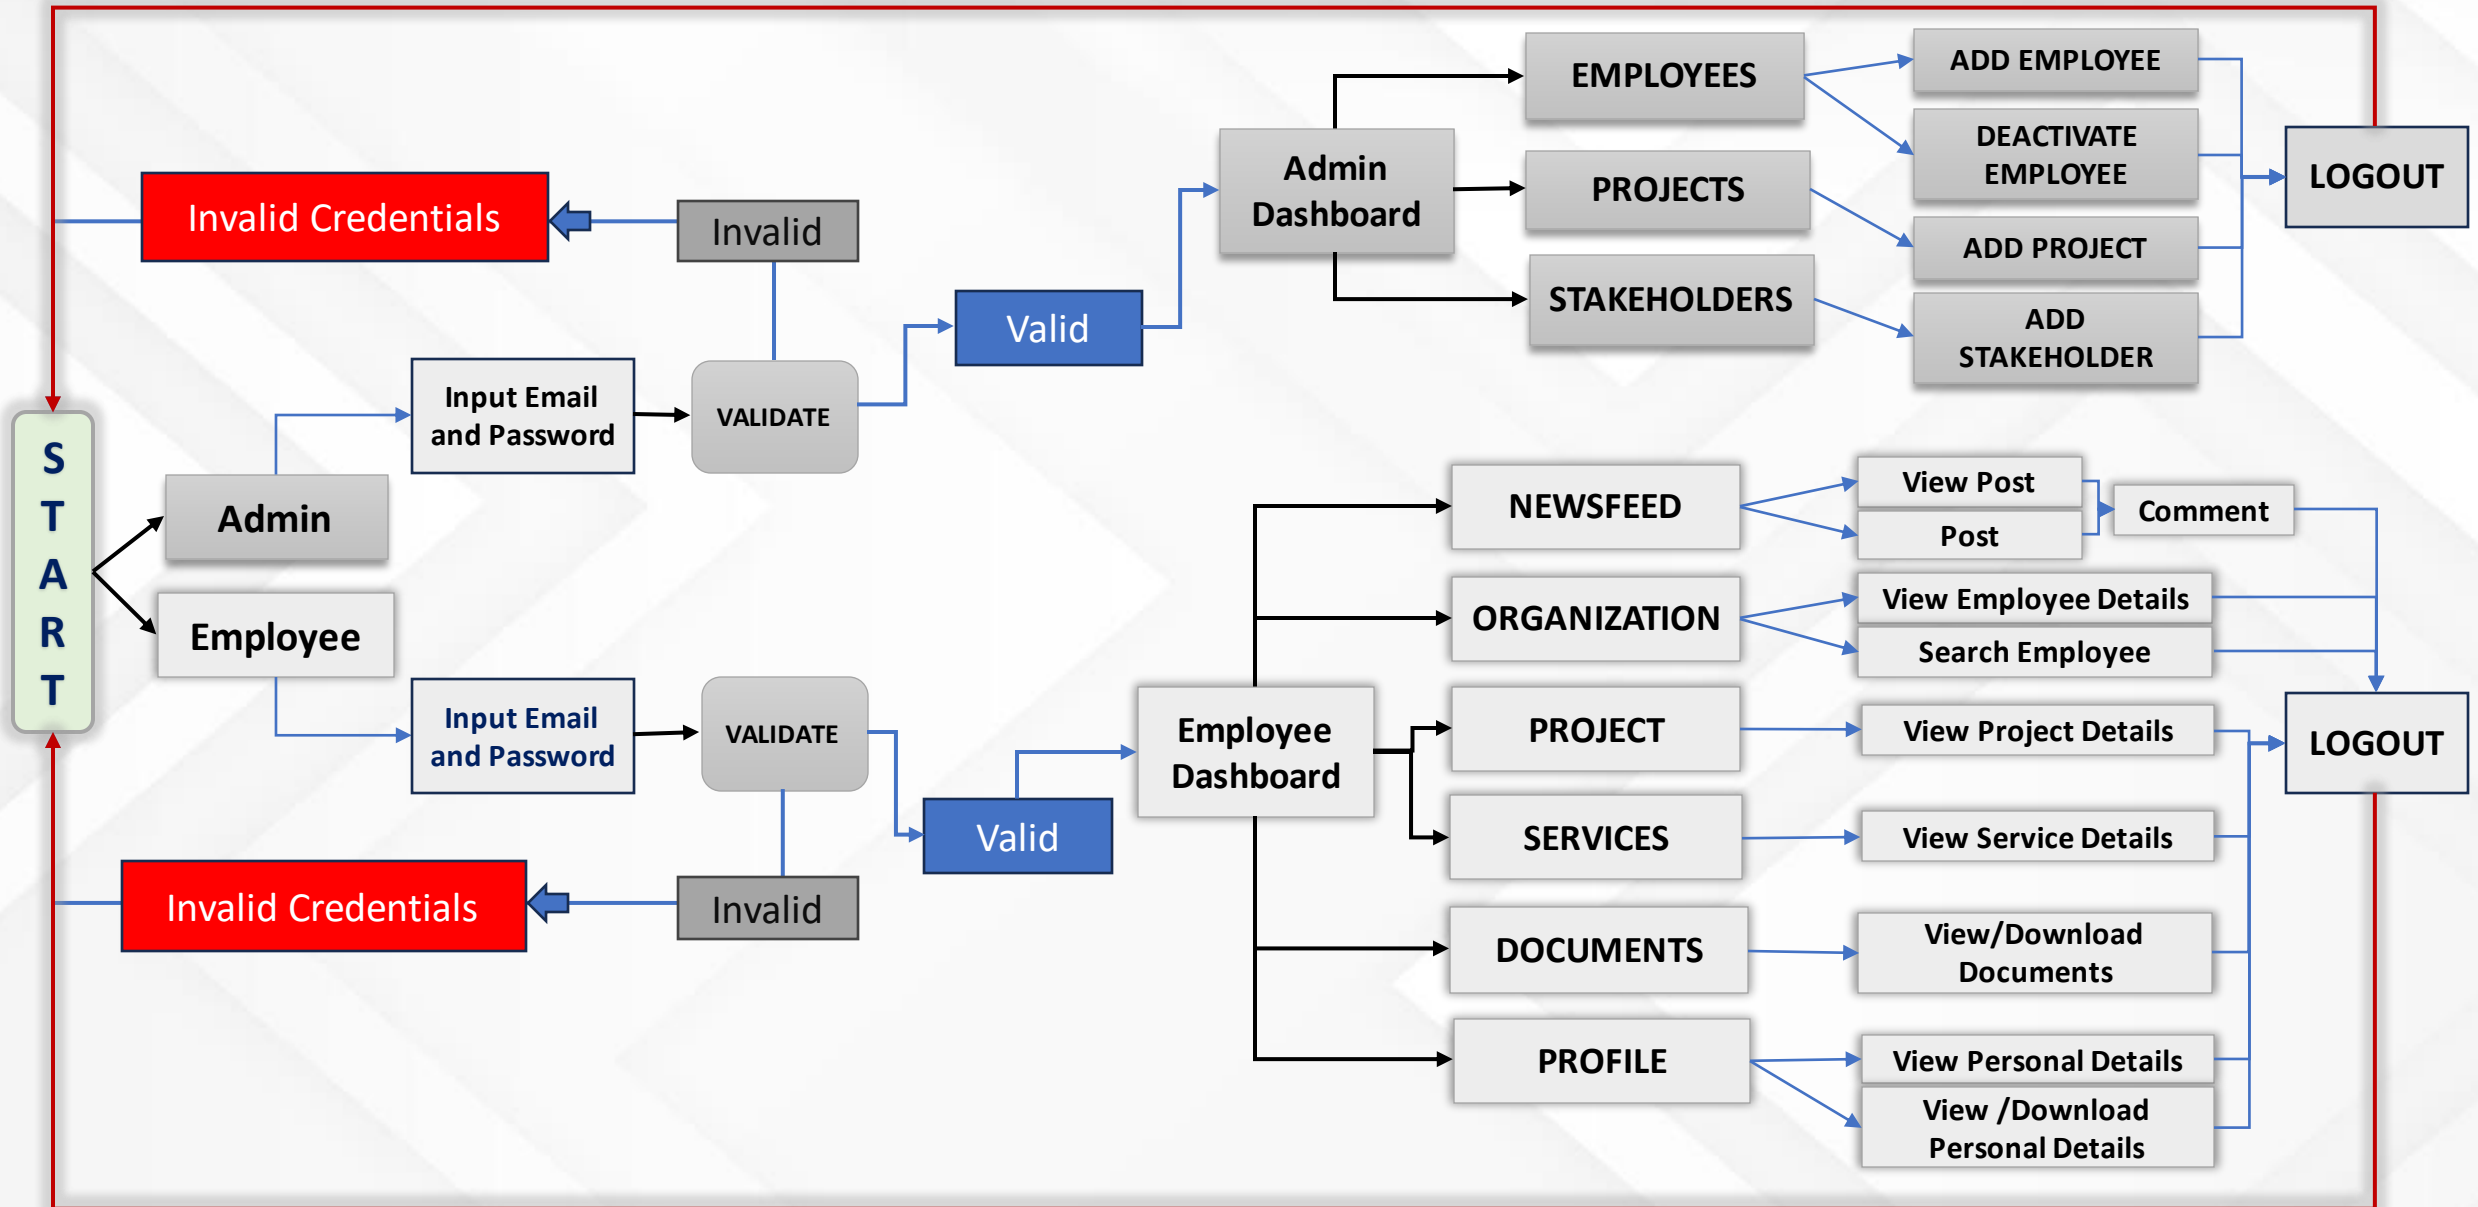 START
Admin
Employee
Input Email
and Password
VALIDATE
Invalid
Invalid Credentials
Valid
Admin
Dashboard
EMPLOYEES
PROJECTS
STAKEHOLDERS
ADD EMPLOYEE
DEACTIVATE
EMPLOYEE
ADD PROJECT
ADD
STAKEHOLDER
LOGOUT
Input Email
and Password
VALIDATE
Invalid
Invalid Credentials
Valid
Employee
Dashboard
NEWSFEED
View Post
Post
Comment
ORGANIZATION
View Employee Details
Search Employee
PROJECT
View Project Details
SERVICES
View Service Details
DOCUMENTS
View/Download
Documents
PROFILE
View Personal Details
View /Download
Personal Details
LOGOUT